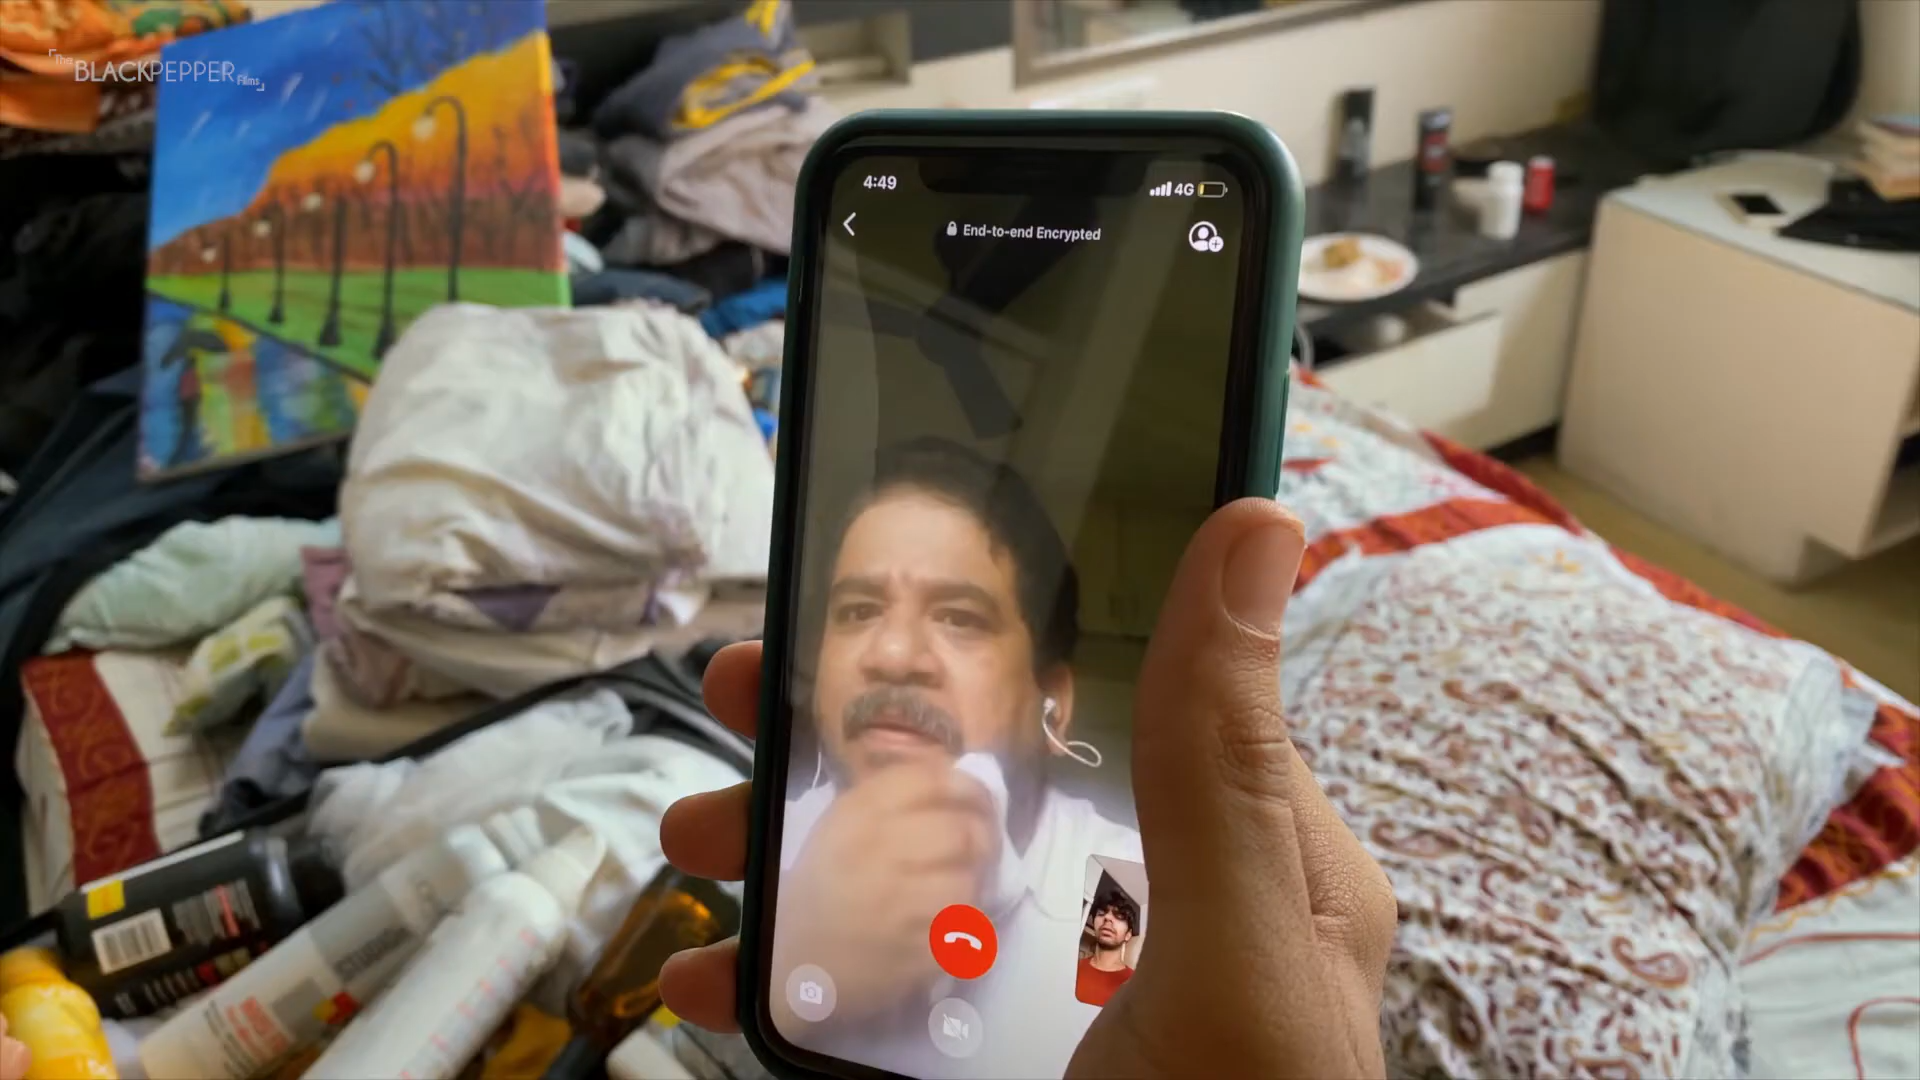 The
BLACKPEPPER
Films
4:49
4G
End-to-end Encrypted